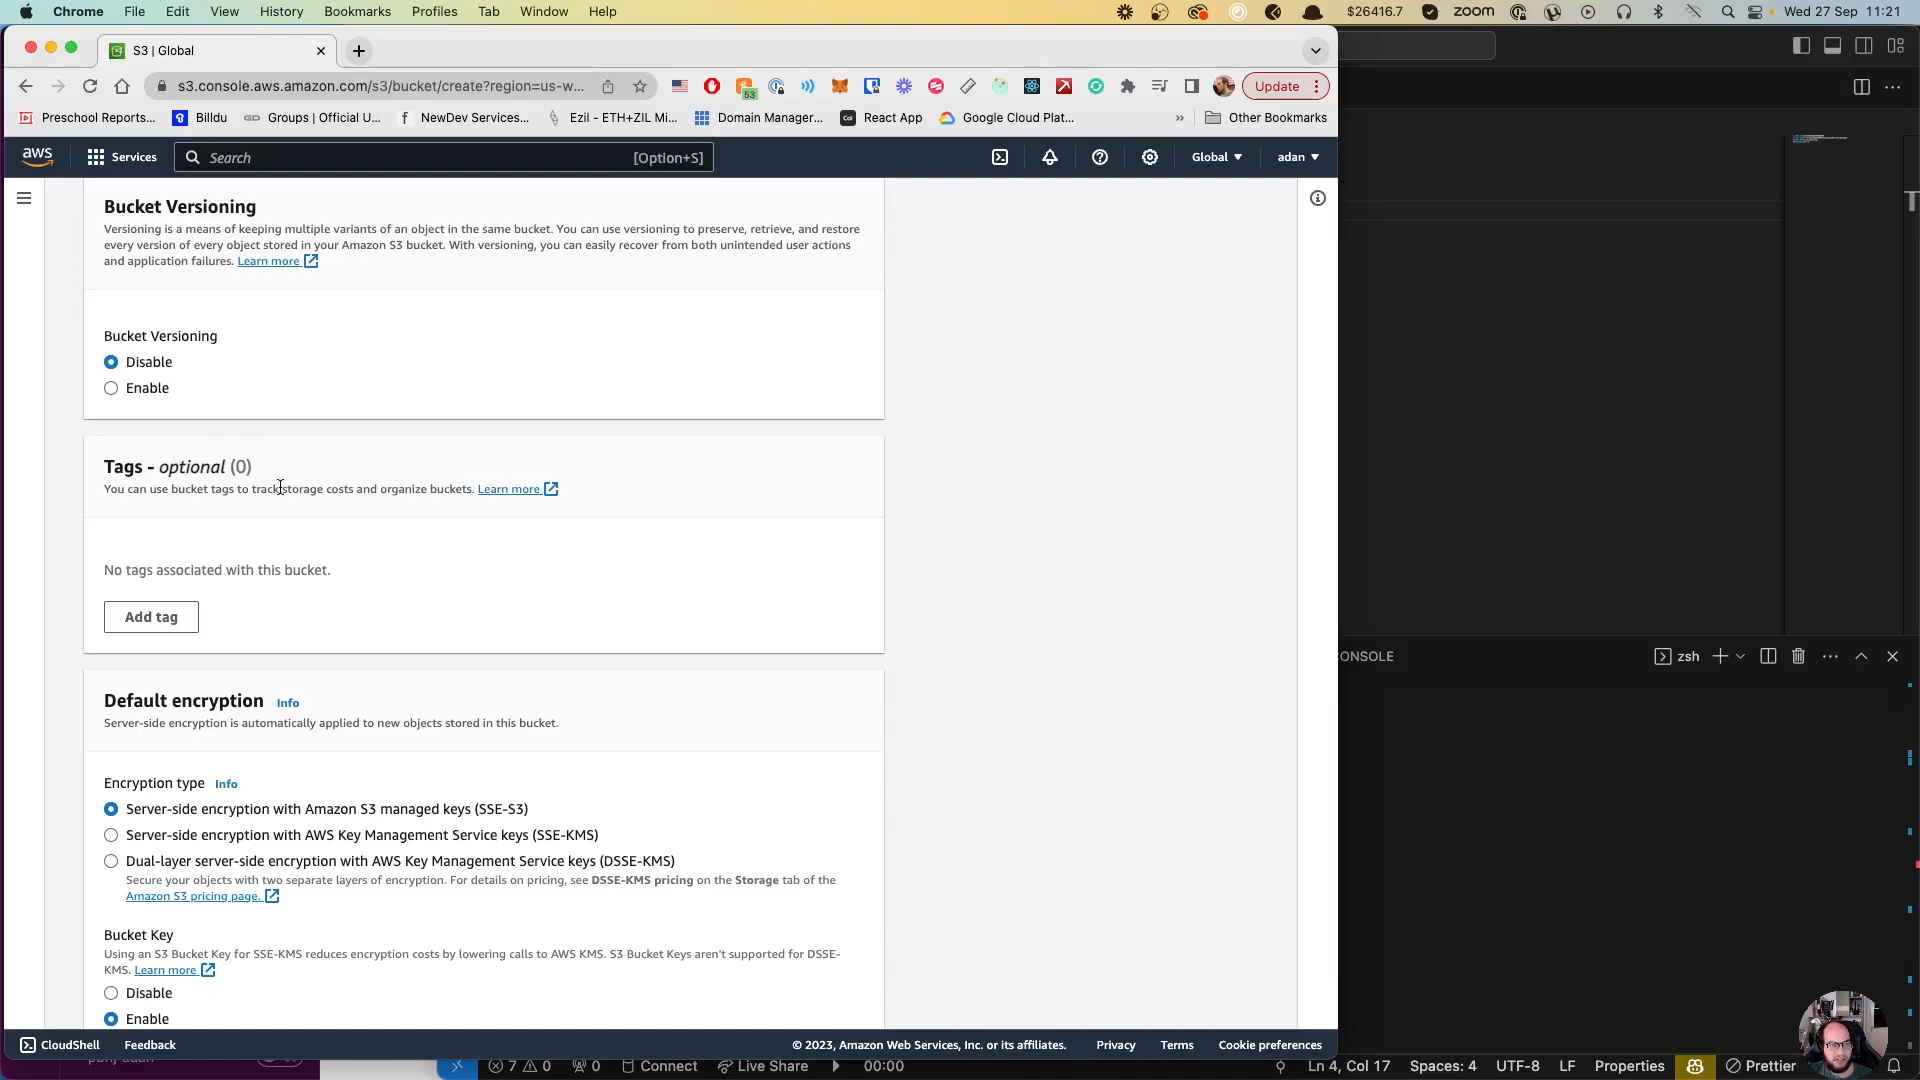 Chrome File Edit View History Bookmarks Profiles Tab Window Help $26416.7 zoom Wed 27 Sep 11:21
S3 | Global
s3.console.aws.amazon.com/s3/bucket/create?region=us-w... 53 Update
Preschool Reports... Billdu Groups | Official U... NewDev Services... Ezil - ETH+ZIL Mi... Domain Manager... React App Google Cloud Plat... » Other Bookmarks
aws Services Search [Option+S] Global adan
Bucket Versioning
Versioning is a means of keeping multiple variants of an object in the same bucket. You can use versioning to preserve, retrieve, and restore
every version of every object stored in your Amazon S3 bucket. With versioning, you can easily recover from both unintended user actions
and application failures. Learn more
Bucket Versioning
Disable
Enable
Tags - optional (0)
You can use bucket tags to track storage costs and organize buckets. Learn more
No tags associated with this bucket.
Add tag
Default encryption Info
Server-side encryption is automatically applied to new objects stored in this bucket.
Encryption type Info
Server-side encryption with Amazon S3 managed keys (SSE-S3)
Server-side encryption with AWS Key Management Service keys (SSE-KMS)
Dual-layer server-side encryption with AWS Key Management Service keys (DSSE-KMS)
Secure your objects with two separate layers of encryption. For details on pricing, see DSSE-KMS pricing on the Storage tab of the
Amazon S3 pricing page.
Bucket Key
Using an S3 Bucket Key for SSE-KMS reduces encryption costs by lowering calls to AWS KMS. S3 Bucket Keys aren't supported for DSSE-
KMS. Learn more
Disable
Enable
CloudShell Feedback © 2023, Amazon Web Services, Inc. or its affiliates. Privacy Terms Cookie preferences
CONSOLE zsh
7 0 0 Connect Live Share 00:00 Ln 4, Col 17 Spaces: 4 UTF-8 LF Properties Prettier